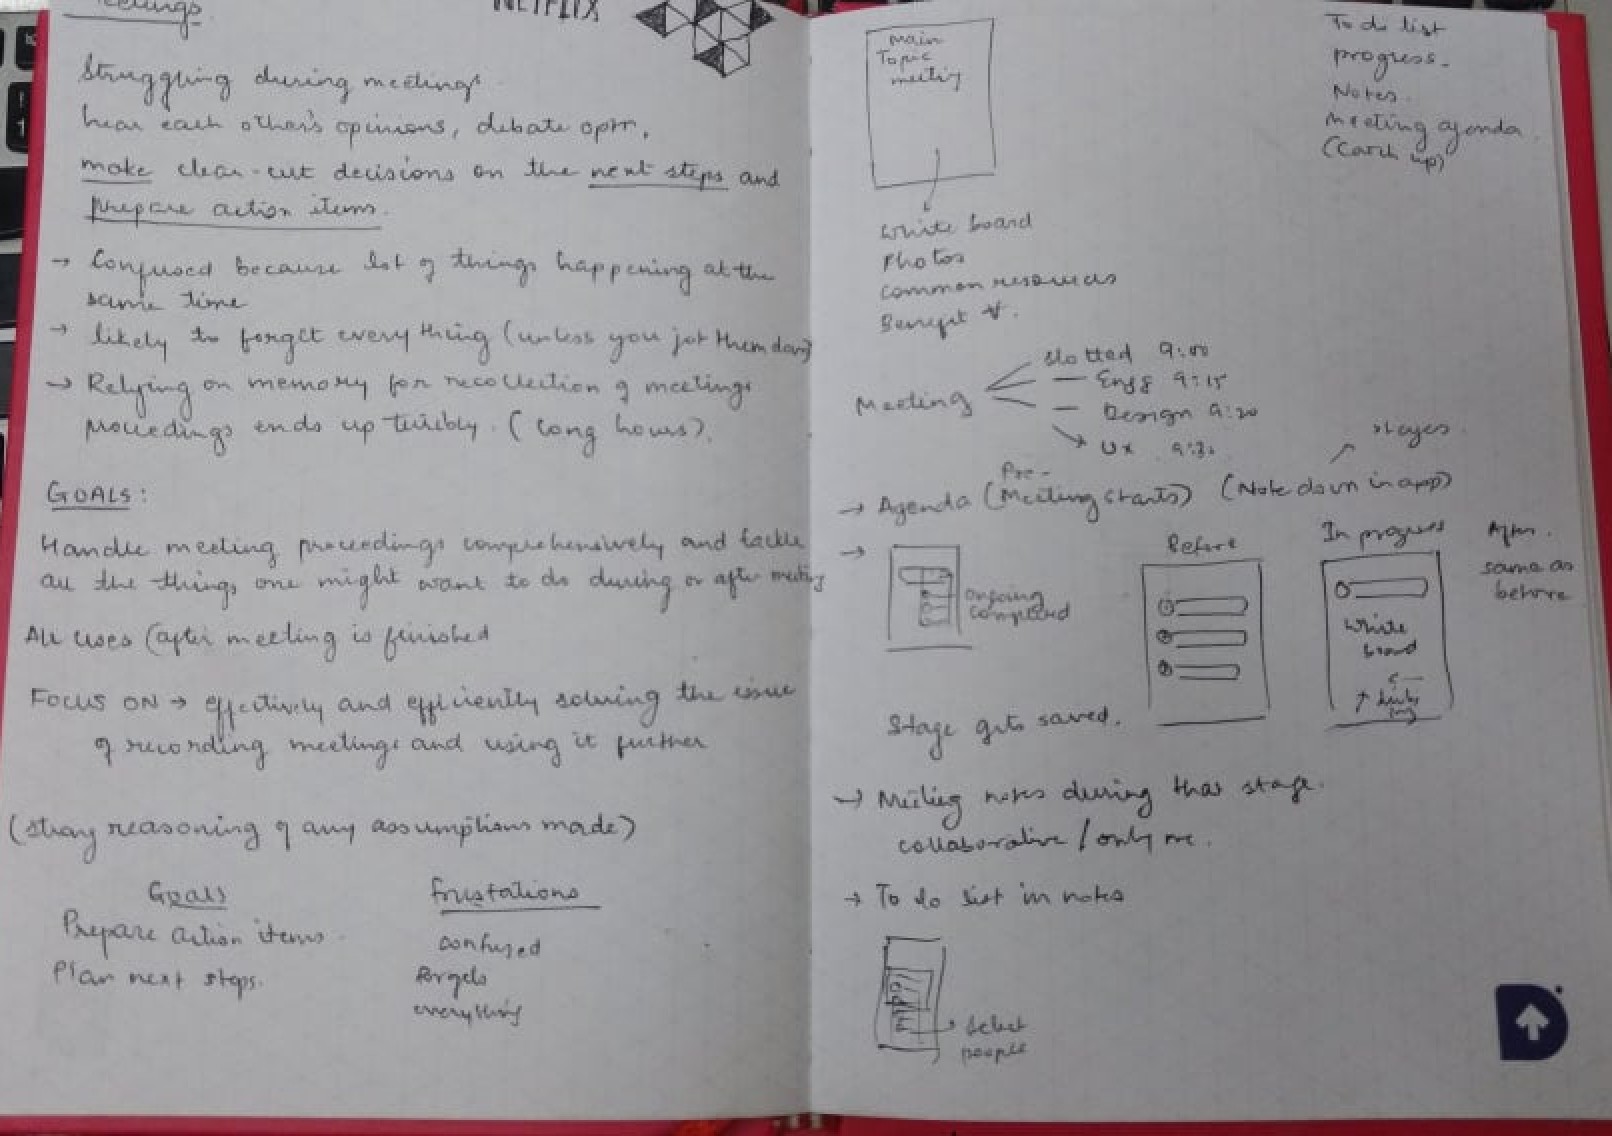 NETFLIX
Struggling during meetings
hear each other's opinions, debate optn,
make clear-cut decisions on the next steps and
prepare action items.
→ Confused because lot of things happening at the
same time
→ likely to forget everything (unless you jot them down)
→ Relying on memory for recollection of meetings
proceedings ends up terribly. (long hours).
GOALS:
Handle meeting proceedings comprehensively and tackle
all the things one might want to do during or after meeting
All uses (after meeting is finished
FOCUS ON → effectively and efficiently solving the issue
of recording meetings and using it further
(stray reasoning of any assumptions made)
Goals
Prepare action items
Plan next steps.
frustations
confused
forgets
everything
Main
Topic
meeting
White board
Photos
Common resources
Benefit
To do list
progress.
Notes.
Meeting agenda
(Catch up)
Meeting
slotted 9:00
— Engg 9:15
— Design 9:20
UX
stages
Pre-
→ Agenda (Meeting starts) (Note down in app)
→
Ongoing
Completed
Before
In progress
White
board
After.
same as
before
Stage gets saved.
→ Meeting notes during that stage.
collaborative / only me.
→ To do list in notes
Select
people